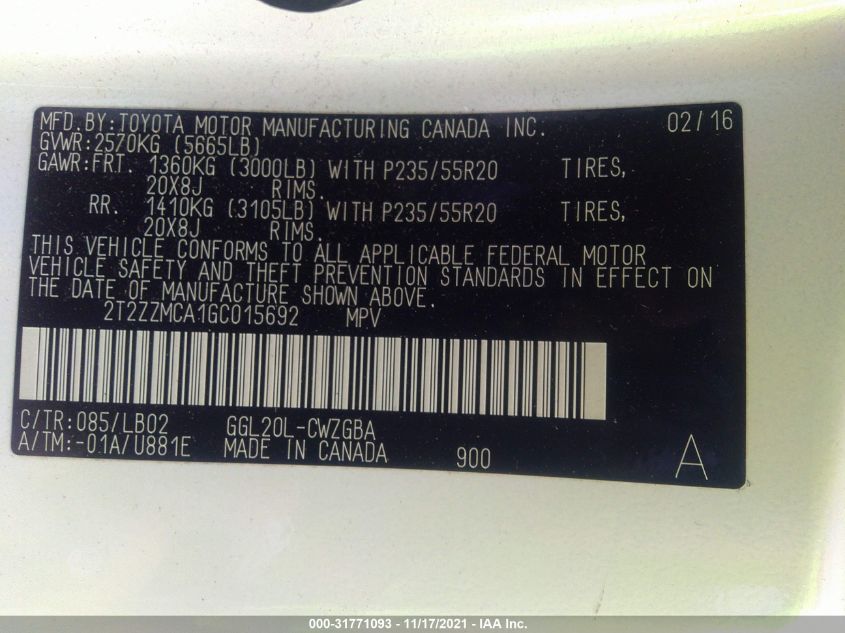 MFD.BY:TOYOTA MOTOR MANUFACTURING CANADA INC. 02/16
GVWR:2570KG (5665LB)
GAWR:FRT. 1360KG (3000LB) WITH P235/55R20 TIRES,
20X8J RIMS.
RR. 1410KG (3105LB) WITH P235/55R20 TIRES,
20X8J RIMS.
THIS VEHICLE CONFORMS TO ALL APPLICABLE FEDERAL MOTOR
VEHICLE SAFETY AND THEFT PREVENTION STANDARDS IN EFFECT ON
THE DATE OF MANUFACTURE SHOWN ABOVE.
2T2ZZMCA1GC015692 MPV
C/TR:085/LB02 GGL20L-CWZGBA
A/TM:-01A/U881E MADE IN CANADA 900 A
000-31771093 - 11/17/2021 - IAA Inc.